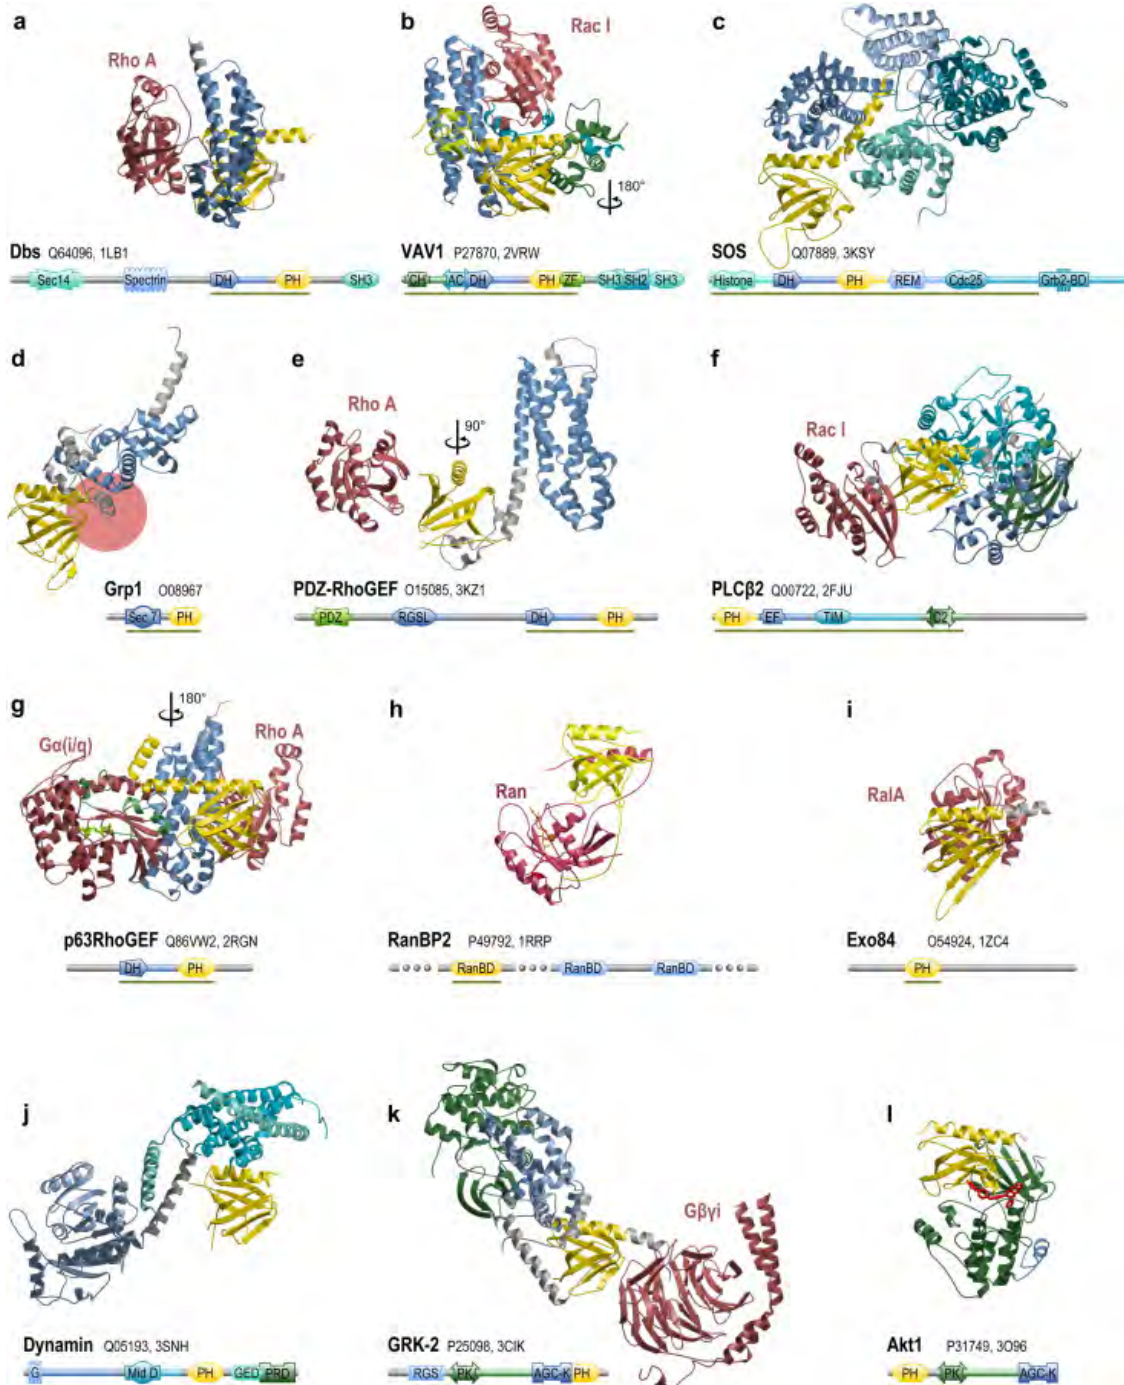 a
Rho A
Dbs Q64096, 1LB1
Sec14 Spectrin DH PH SH3
b
Rac I
180°
VAV1 P27870, 2VRW
CH AC DH PH ZF SH3 SH2 SH3
c
SOS Q07889, 3KSY
Histone DH PH REM Cdc25 Grb2-BD
d
Grp1 O08967
Sec 7 PH
e
Rho A
90°
PDZ-RhoGEF O15085, 3KZ1
PDZ RGSL DH PH
f
Rac I
PLCβ2 Q00722, 2FJU
PH EF TIM C2
g
180°
Gα(i/q)
Rho A
p63RhoGEF Q86VW2, 2RGN
DH PH
h
Ran
RanBP2 P49792, 1RRP
RanBD RanBD RanBD
i
RalA
Exo84 O54924, 1ZC4
PH
j
Dynamin Q05193, 3SNH
G Mid D PH GED PRD
k
Gβγi
GRK-2 P25098, 3CIK
RGS PK AGC-K PH
l
Akt1 P31749, 3O96
PH PK AGC-K